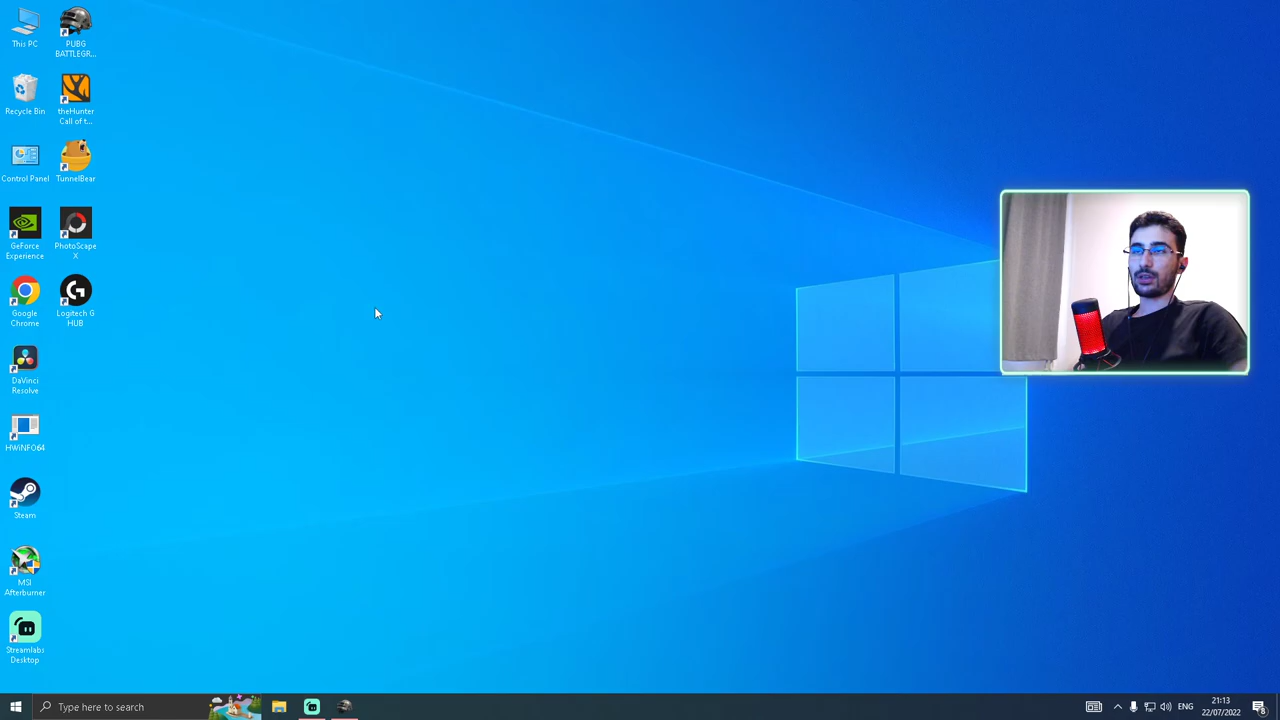 This PC
PUBG
BATTLEGR...
Recycle Bin
theHunter
Call of t...
Control Panel
TunnelBear
GeForce
Experience
PhotoScape
X
Google
Chrome
Logitech G
HUB
DaVinci
Resolve
HWiNFO64
Steam
MSI
Afterburner
Streamlabs
Desktop
Type here to search
ENG
21:13
22/07/2022
8